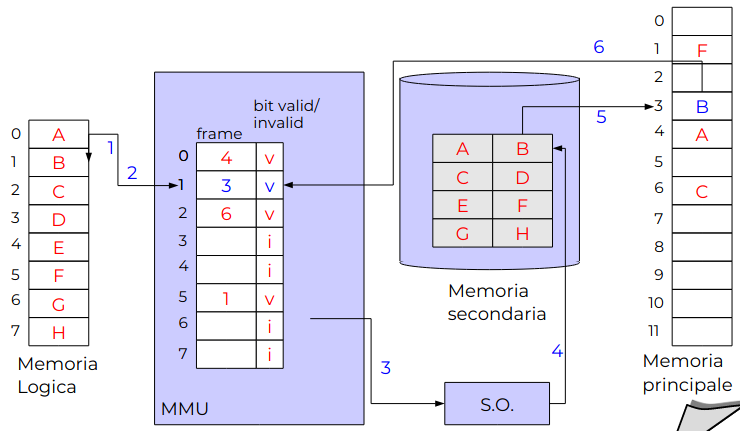 0 A
1 B
2 C
3 D
4 E
5 F
6 G
7 H
Memoria
Logica
1
2
bit valid/
invalid
frame
0 4 v
1 3 v
2 6 v
3 i
4 i
5 1 v
6 i
7 i
MMU
3
S.O.
4
A B
C D
E F
G H
Memoria
secondaria
5
6
0
1 F
2
3 B
4 A
5
6 C
7
8
9
10
11
Memoria
principale